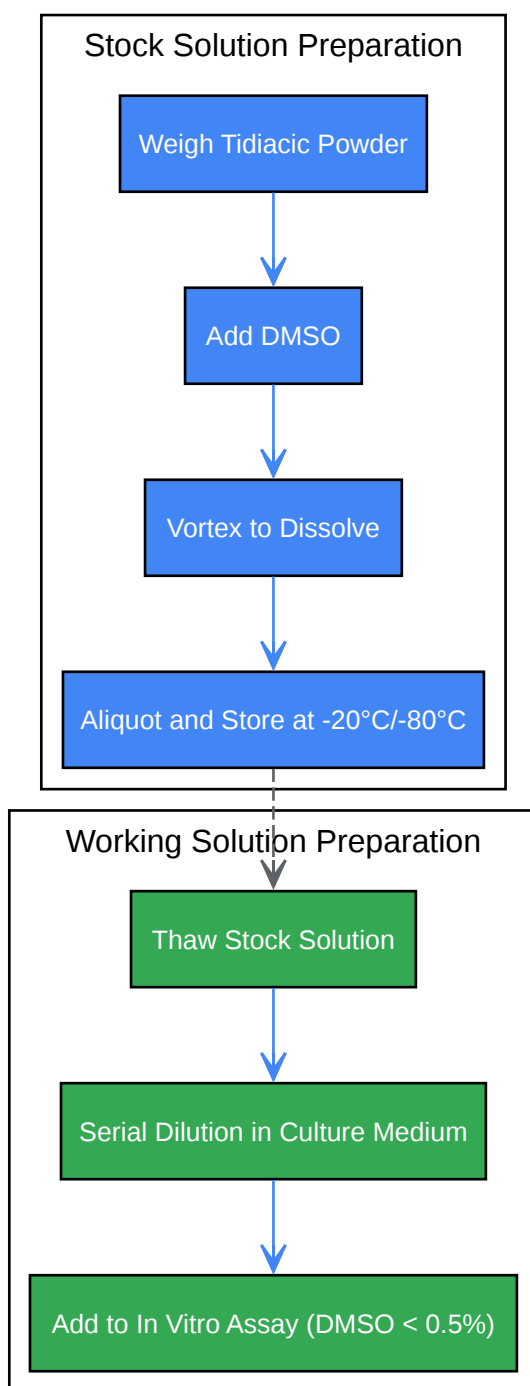 Stock Solution Preparation
Weigh Tidiacic Powder
Add DMSO
Vortex to Dissolve
Aliquot and Store at -20°C/-80°C
Working Solution Preparation
Thaw Stock Solution
Serial Dilution in Culture Medium
Add to In Vitro Assay (DMSO < 0.5%)